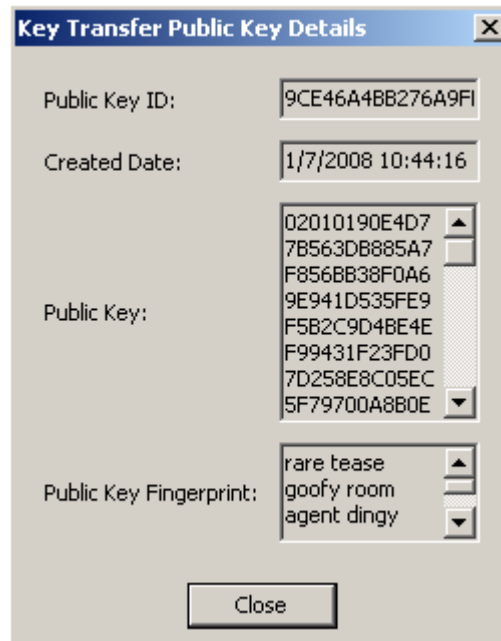 Key Transfer Public Key Details
Public Key ID: 9CE46A4BB276A9F
Created Date: 1/7/2008 10:44:16
Public Key:
02010190E4D7
7B563DB885A7
F856BB38F0A6
9E941D535FE9
F5B2C9D4BE4E
F99431F23FD0
7D258E8C05EC
5F79700A8B0E
Public Key Fingerprint:
rare tease
goofy room
agent dingy
Close